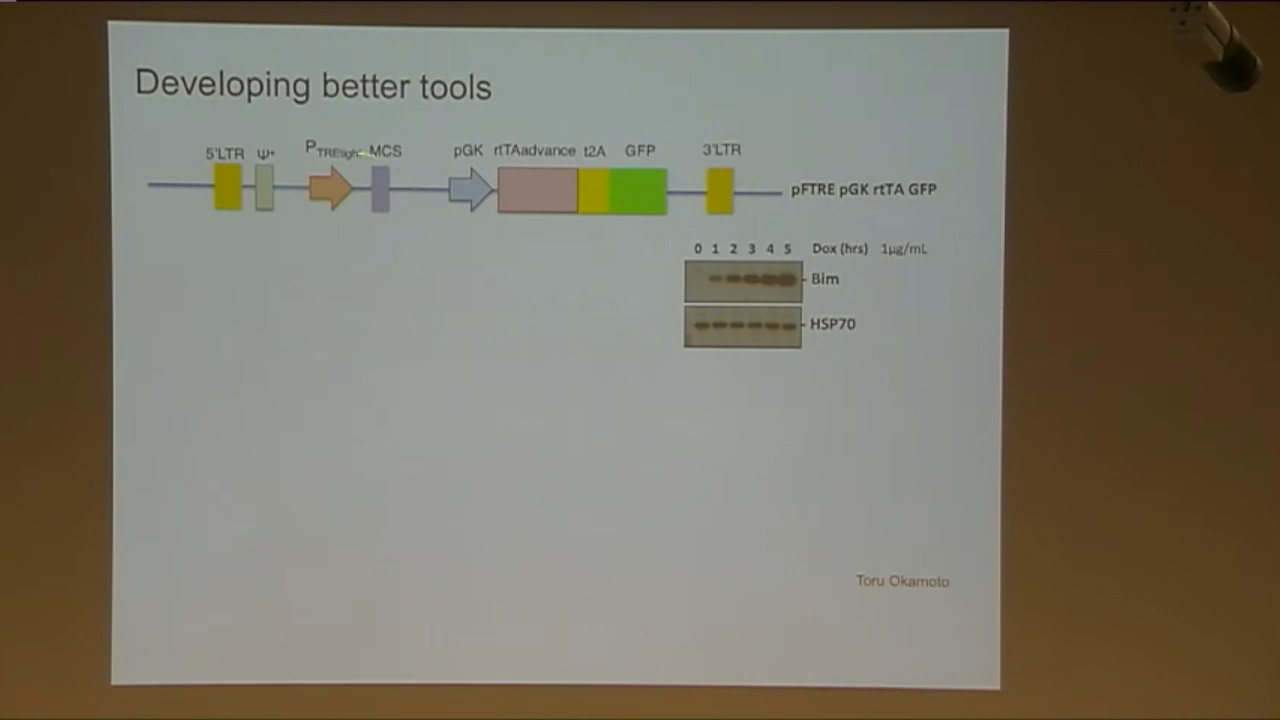 Developing better tools
5'LTR Ψ+ PTREtight MCS pGK rtTAadvance t2A GFP 3'LTR
pFTRE pGK rtTA GFP
0 1 2 3 4 5 Dox (hrs) 1µg/mL
Bim
HSP70
Toru Okamoto